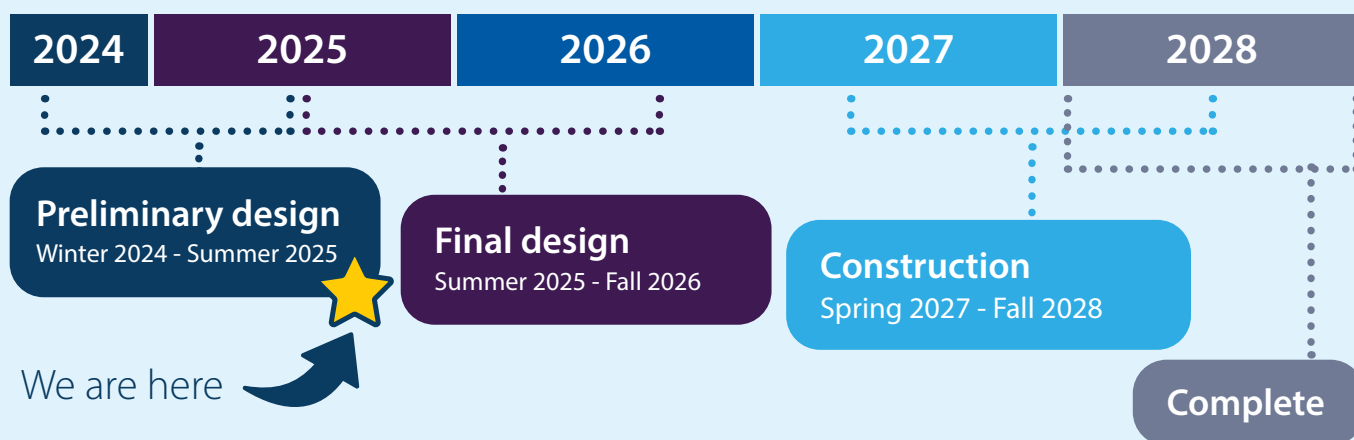 2024 2025 2026 2027 2028
Preliminary design
Winter 2024 - Summer 2025
Final design
Summer 2025 - Fall 2026
Construction
Spring 2027 - Fall 2028
We are here
Complete